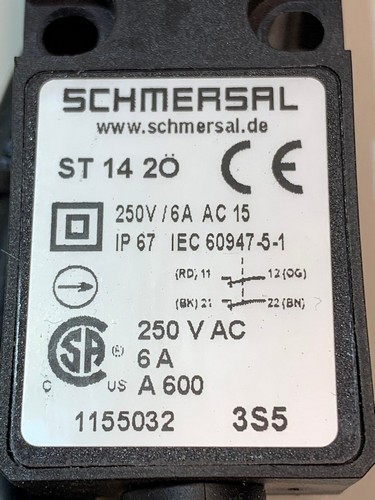 SCHMERSAL
www.schmersal.de
ST 14 2Ö CE
250V/6A AC 15
IP 67 IEC 60947-5-1
(RD) 11 12 (OG)
(BK) 21 22 (BN)
250 V AC
SA ® 6 A
C US A 600
1155032 3S5